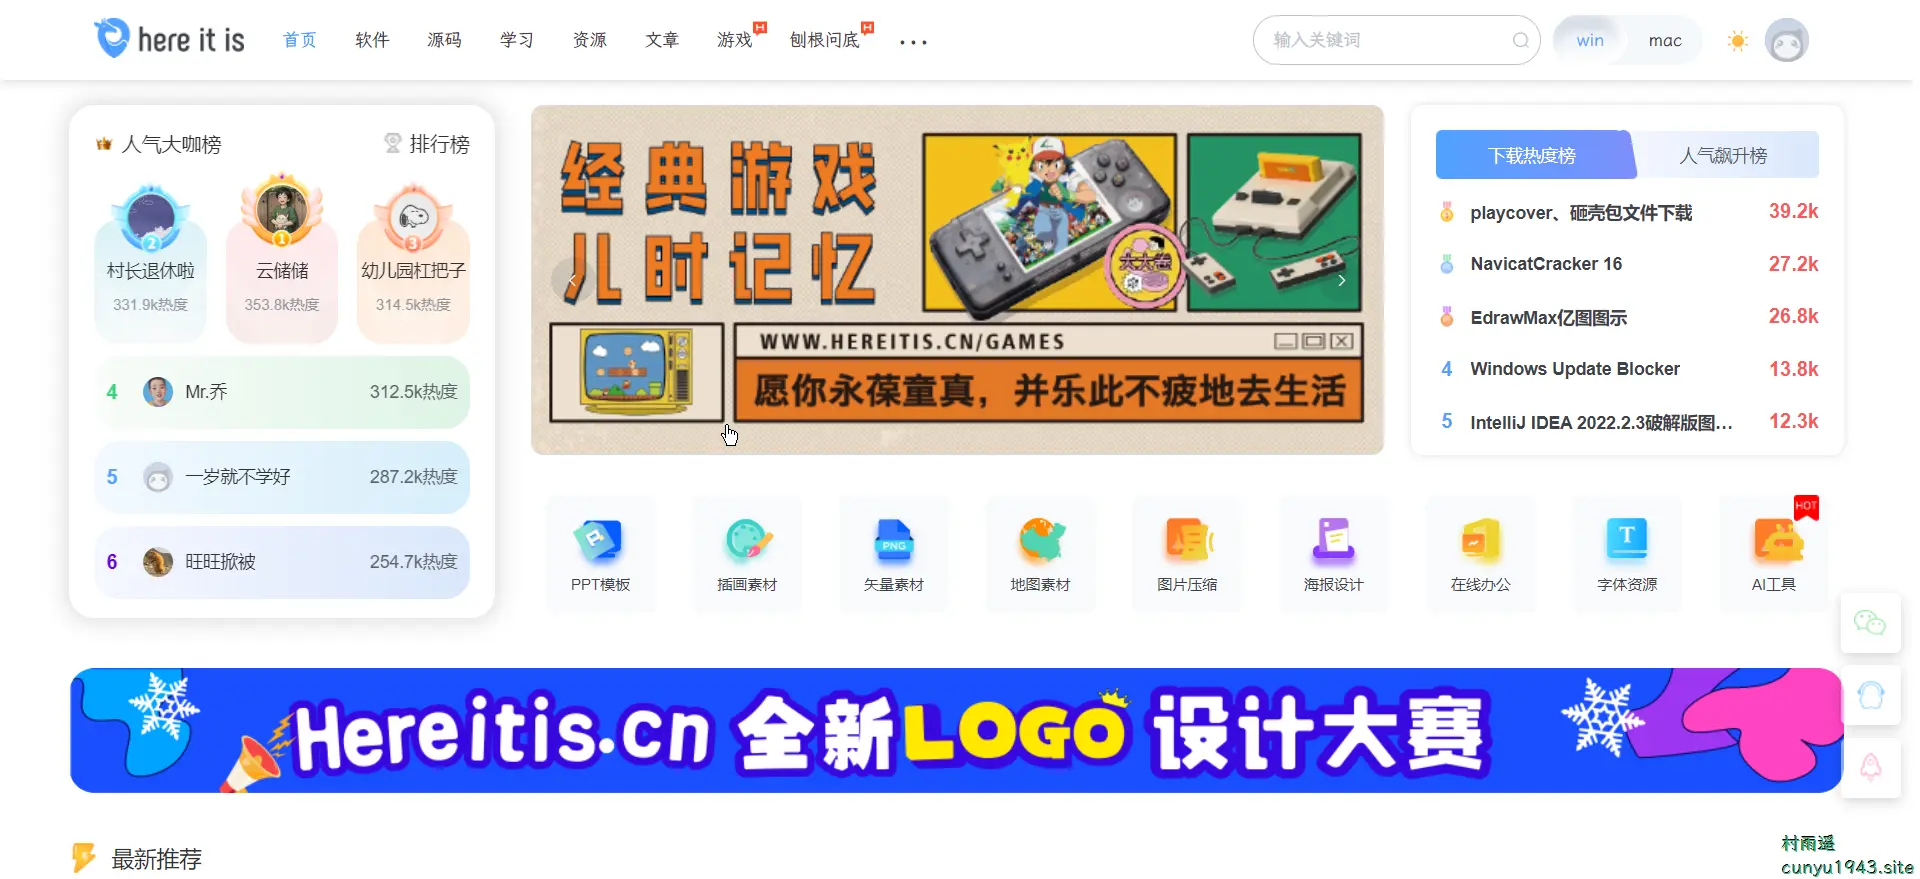 here it is
首页 软件 源码 学习 资源 文章 游戏 H 刨根问底 H ...
输入关键词
win mac
人气大咖榜 排行榜
2 1 3
村长退休啦 云储储 幼儿园杠把子
331.9k热度 353.8k热度 314.5k热度
4 Mr.乔 312.5k热度
5 一岁就不学好 287.2k热度
6 旺旺掀被 254.7k热度
经典游戏
儿时记忆
大大卷
WWW.HEREITIS.CN/GAMES
愿你永葆童真，并乐此不疲地去生活
下载热度榜 人气飙升榜
1 playcover、砸壳包文件下载 39.2k
NavicatCracker 16 27.2k
EdrawMax亿图图示 26.8k
4 Windows Update Blocker 13.8k
5 IntelliJ IDEA 2022.2.3破解版图... 12.3k
PNG T HOT
PPT模板 插画素材 矢量素材 地图素材 图片压缩 海报设计 在线办公 字体资源 AI工具
Hereitis.cn 全新LOGO设计大赛
最新推荐
村雨遥
cunyu1943.site